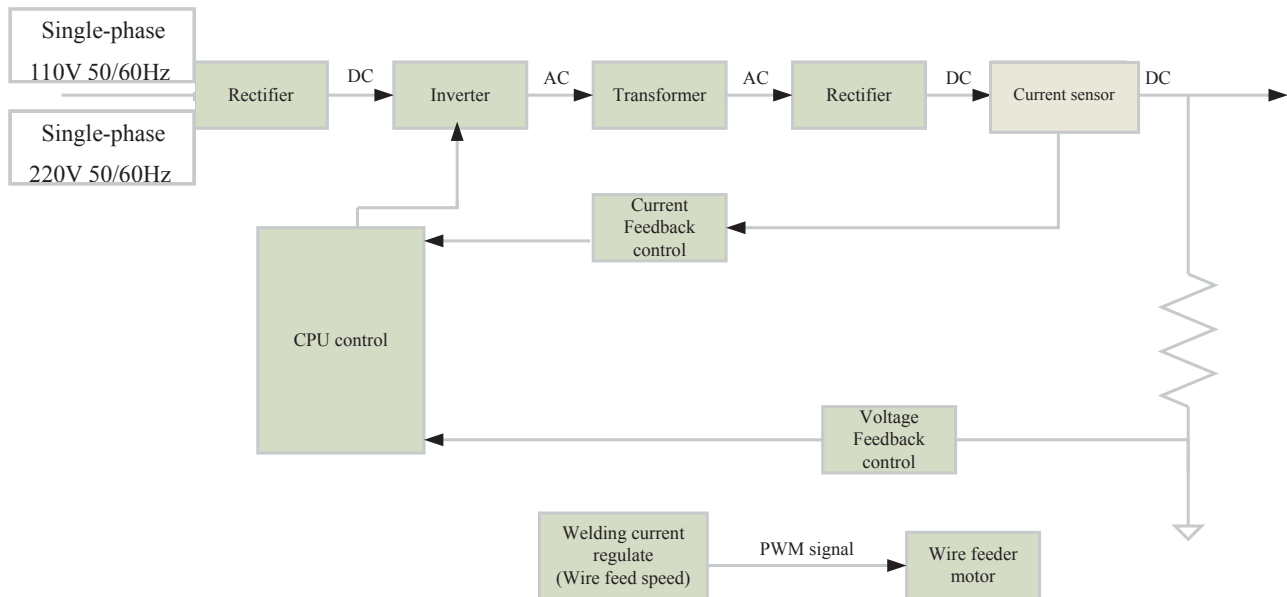 Single-phase
110V 50/60Hz
Single-phase
220V 50/60Hz
Rectifier
DC
Inverter
AC
Transformer
AC
Rectifier
DC
Current sensor
DC
Current
Feedback
control
CPU control
Voltage
Feedback
control
Welding current
regulate
(Wire feed speed)
PWM signal
Wire feeder
motor